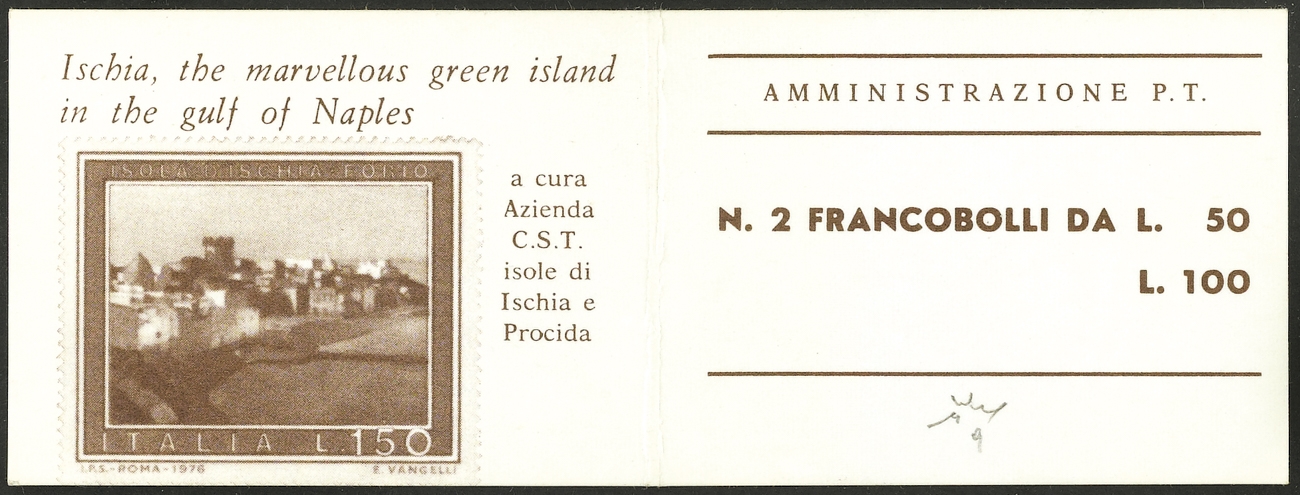 Ischia, the marvellous green island
in the gulf of Naples
ISOLA D'ISCHIA-FORIO
ITALIA L.150
I.P.S.-ROMA-1976 E. VANGELLI
a cura
Azienda
C.S.T.
isole di
Ischia e
Procida
AMMINISTRAZIONE P.T.
N. 2 FRANCOBOLLI DA L. 50
L. 100